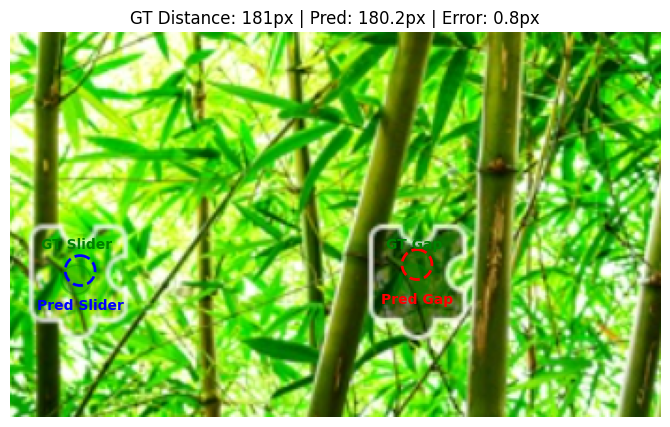 GT Distance: 181px | Pred: 180.2px | Error: 0.8px
GT Slider
GT Gap
Pred Slider
Pred Gap